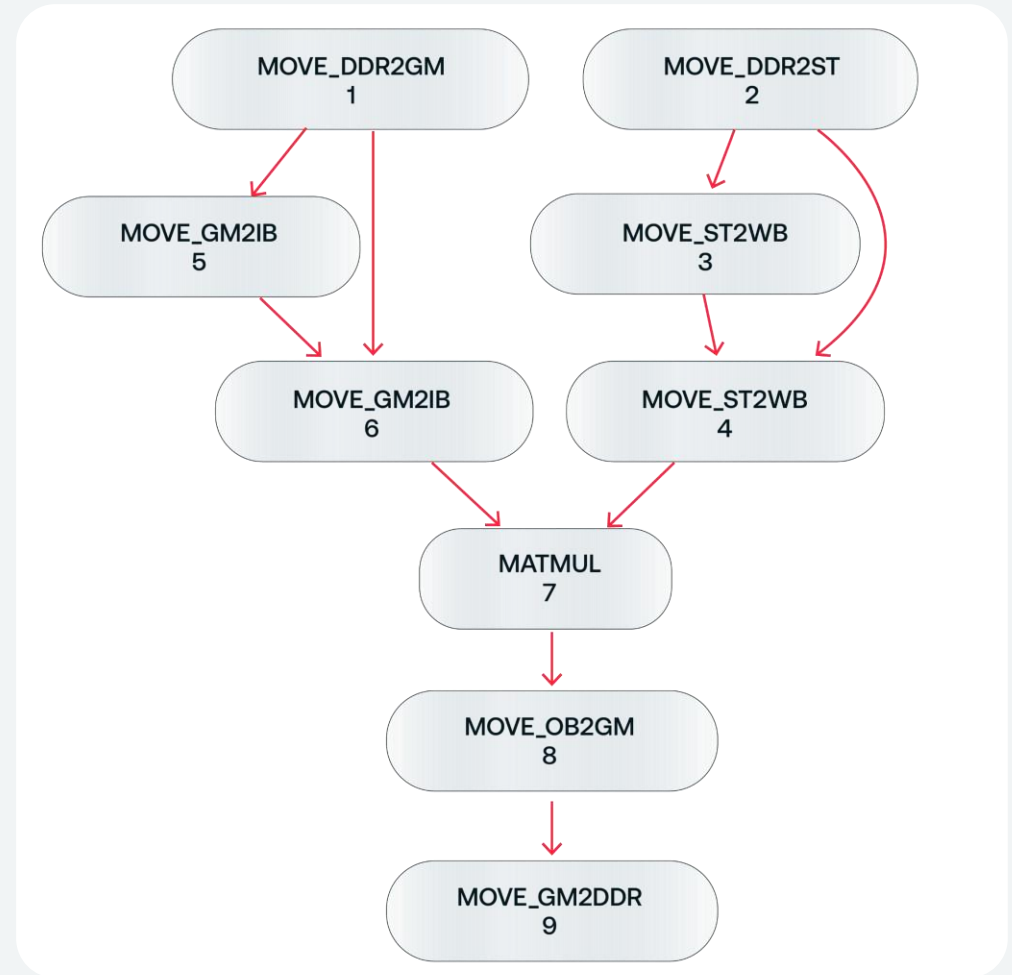 MOVE_DDR2GM
1
MOVE_DDR2ST
2
MOVE_GM2IB
5
MOVE_ST2WB
3
MOVE_GM2IB
6
MOVE_ST2WB
4
MATMUL
7
MOVE_OB2GM
8
MOVE_GM2DDR
9